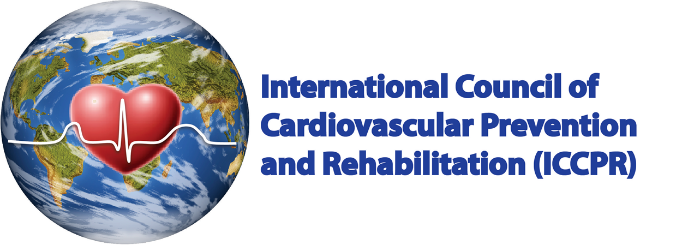 International Council of
Cardiovascular Prevention
and Rehabilitation (ICCPR)